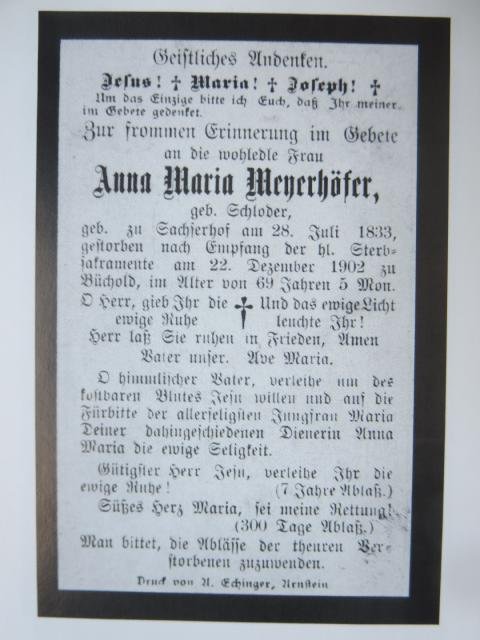 Geistliches Andenken.
Jesus! † Maria! † Joseph! †
Um das Einzige bitte ich Euch, daß Ihr meiner
im Gebete gedenket.
Zur frommen Erinnerung im Gebete
an die wohledle Frau
Anna Maria Meyerhöfer,
geb. Schloder,
geb. zu Sachserhof am 28. Juli 1833,
gestorben nach Empfang der hl. Sterb-
sakramente am 22. Dezember 1902 zu
Büchold, im Alter von 69 Jahren 5 Mon.
O Herr, gieb Ihr die † Und das ewige Licht
ewige Ruhe leuchte Ihr!
Herr laß Sie ruhen in Frieden, Amen
Vater unser. Ave Maria.
O himmlischer Vater, verleihe um des
kostbaren Blutes Jesu willen und auf die
Fürbitte der allerseligsten Jungfrau Maria
Deiner dahingeschiedenen Dienerin Anna
Maria die ewige Seligkeit.
Gütigster Herr Jesu, verleihe Ihr die
ewige Ruhe! (7 Jahre Ablaß.)
Süßes Herz Maria, sei meine Rettung!
(300 Tage Ablaß.)
Man bittet, die Ablässe der theuren Ver-
storbenen zuzuwenden.
Druck von A. Echinger, Arnstein